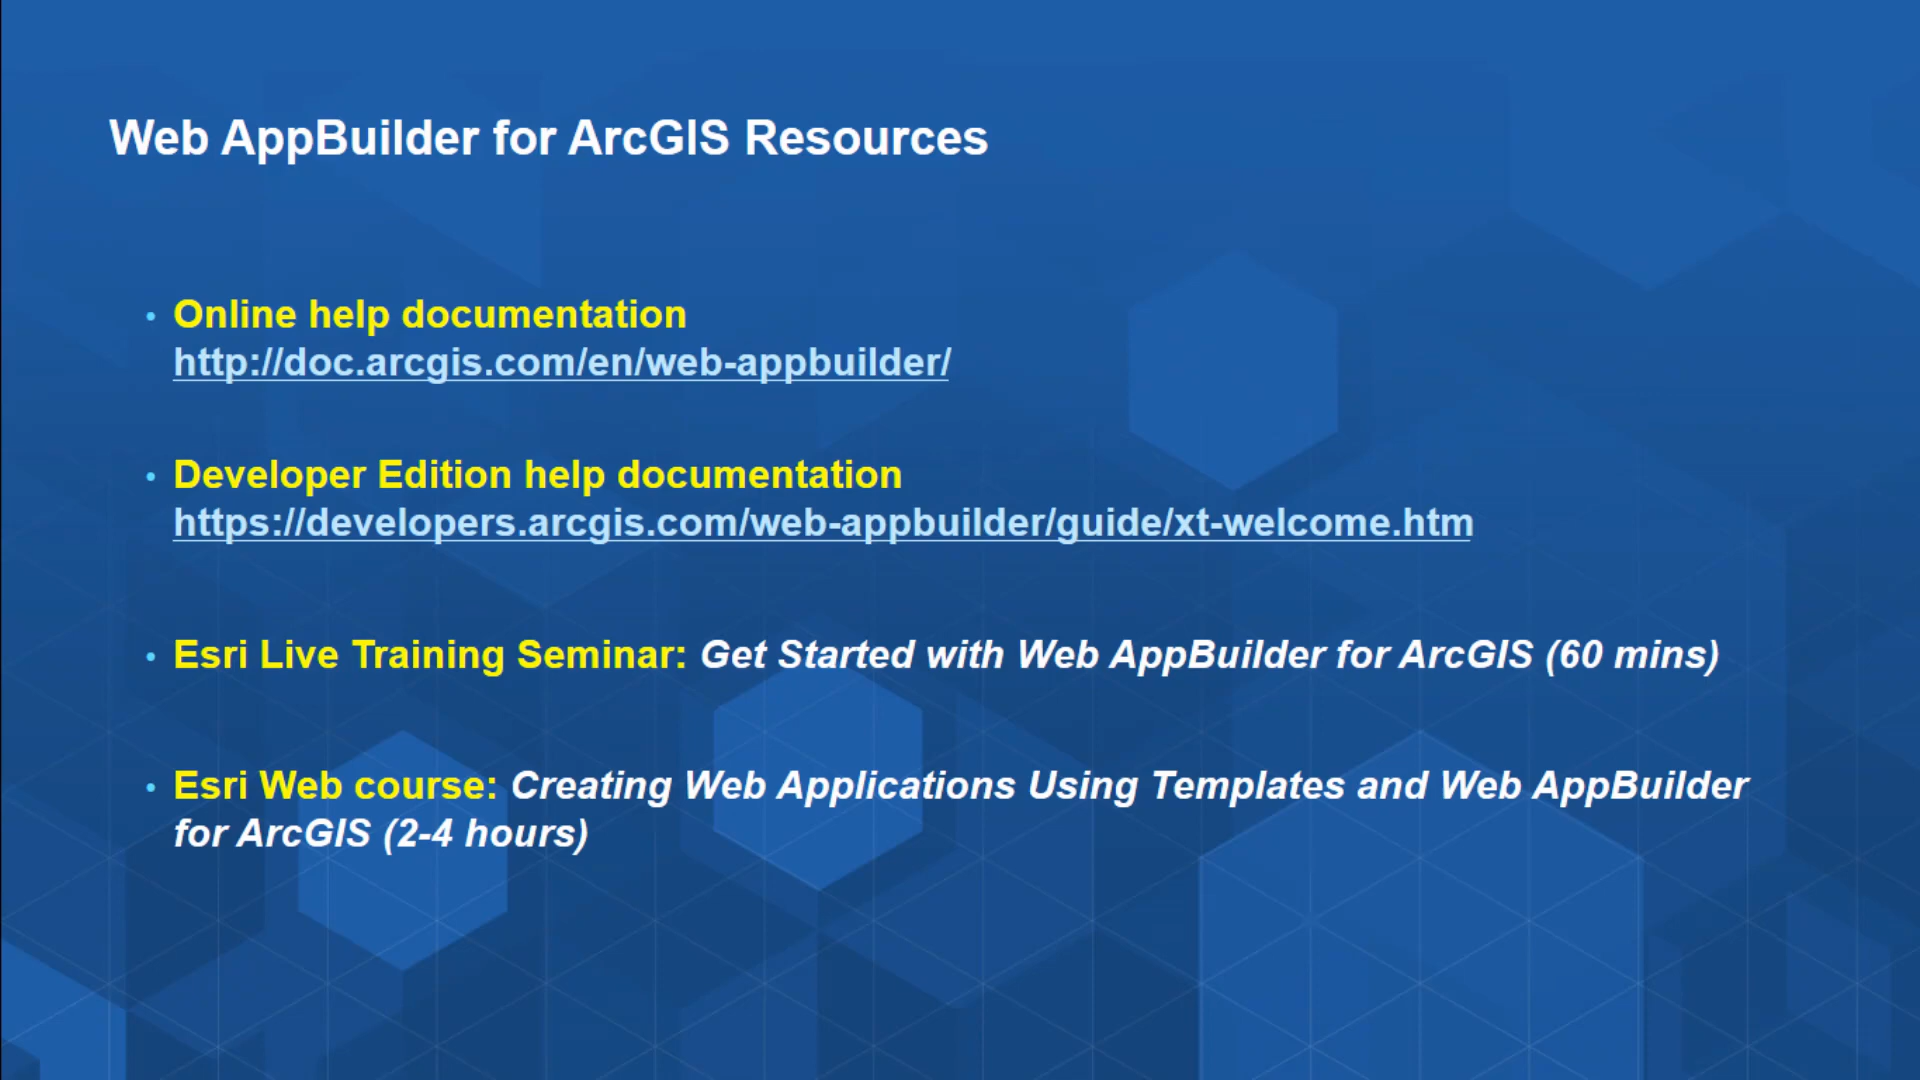 Web AppBuilder for ArcGIS Resources
• Online help documentation
http://doc.arcgis.com/en/web-appbuilder/
• Developer Edition help documentation
https://developers.arcgis.com/web-appbuilder/guide/xt-welcome.htm
• Esri Live Training Seminar: Get Started with Web AppBuilder for ArcGIS (60 mins)
• Esri Web course: Creating Web Applications Using Templates and Web AppBuilder
for ArcGIS (2-4 hours)